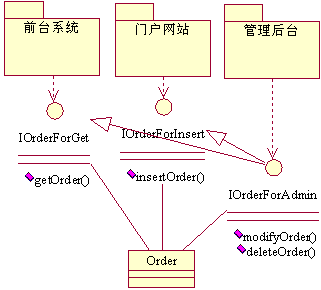 前台系统
门户网站
管理后台
IOrderForGet
IOrderForInsert
getOrder()
insertOrder()
IOrderForAdmin
modifyOrder()
deleteOrder()
Order